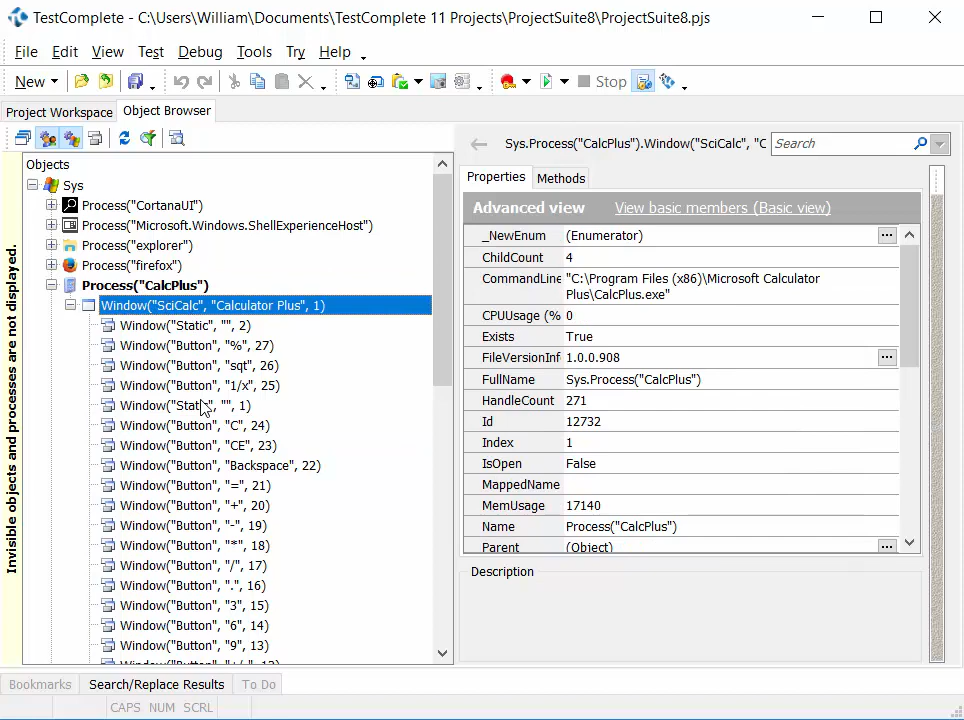 TestComplete - C:\Users\William\Documents\TestComplete 11 Projects\ProjectSuite8\ProjectSuite8.pjs
File Edit View Test Debug Tools Try Help
New Stop
Project Workspace Object Browser
Invisible objects and processes are not displayed.
Objects
Sys
Process("CortanaUI")
Process("Microsoft.Windows.ShellExperienceHost")
Process("explorer")
Process("firefox")
Process("CalcPlus")
Window("SciCalc", "Calculator Plus", 1)
Window("Static", "", 2)
Window("Button", "%", 27)
Window("Button", "sqt", 26)
Window("Button", "1/x", 25)
Window("Static", "", 1)
Window("Button", "C", 24)
Window("Button", "CE", 23)
Window("Button", "Backspace", 22)
Window("Button", "=", 21)
Window("Button", "+", 20)
Window("Button", "-", 19)
Window("Button", "*", 18)
Window("Button", "/", 17)
Window("Button", ".", 16)
Window("Button", "3", 15)
Window("Button", "6", 14)
Window("Button", "9", 13)
Sys.Process("CalcPlus").Window("SciCalc", "C
Search
Properties Methods
Advanced view View basic members (Basic view)
_NewEnum (Enumerator)
ChildCount 4
CommandLine "C:\Program Files (x86)\Microsoft Calculator
Plus\CalcPlus.exe"
CPUUsage (% 0
Exists True
FileVersionInf 1.0.0.908
FullName Sys.Process("CalcPlus")
HandleCount 271
Id 12732
Index 1
IsOpen False
MappedName
MemUsage 17140
Name Process("CalcPlus")
Parent (Object)
Description
Bookmarks Search/Replace Results To Do
CAPS NUM SCRL